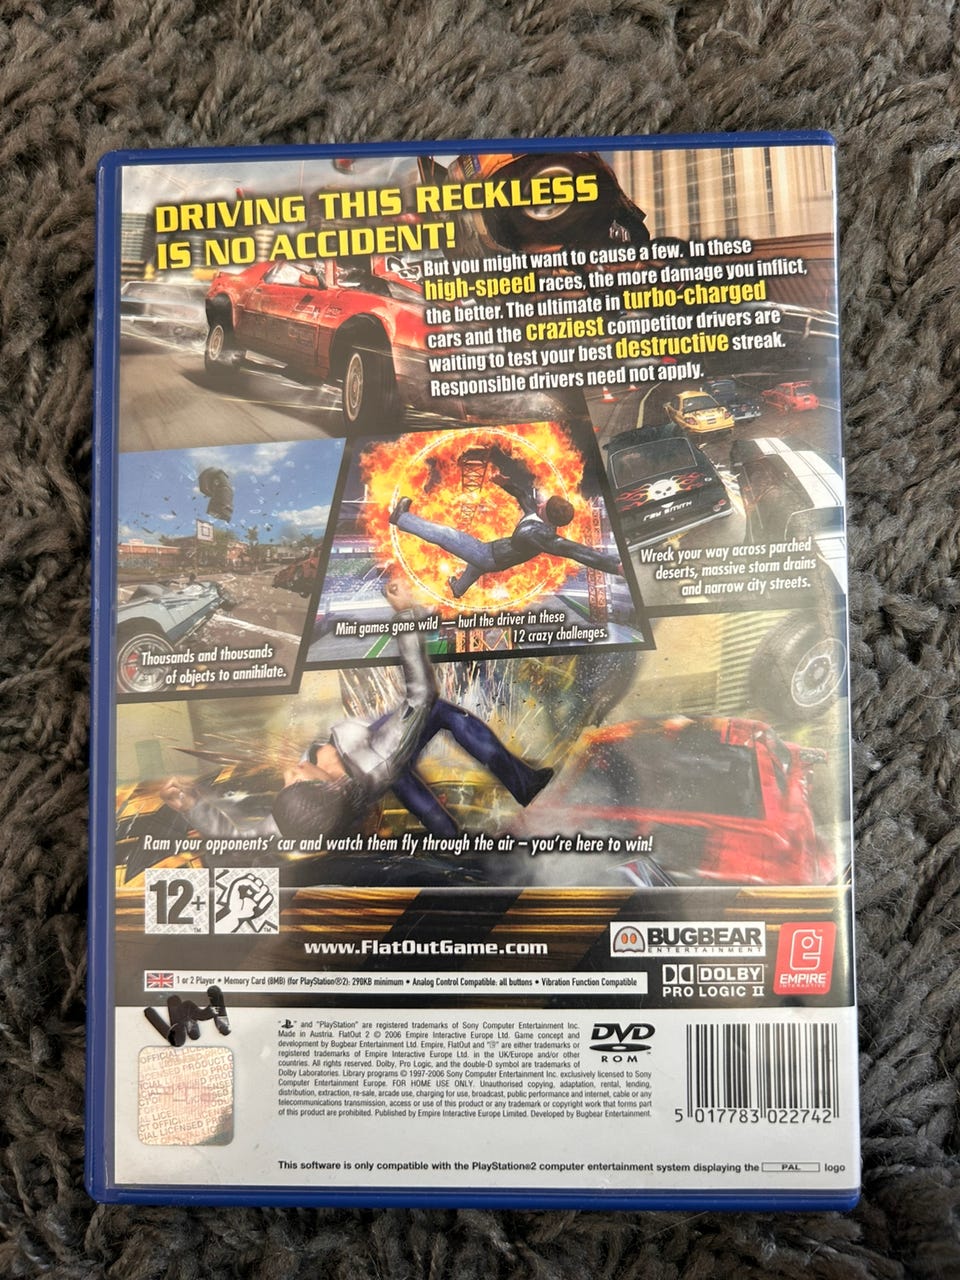 DRIVING THIS RECKLESS
IS NO ACCIDENT!
But you might want to cause a few. In these
high-speed races, the more damage you inflict,
the better. The ultimate in turbo-charged
cars and the craziest competitor drivers are
waiting to test your best destructive streak.
Responsible drivers need not apply.
RAY SMITH
Wreck your way across parched
deserts, massive storm drains
and narrow city streets.
Mini games gone wild — hurl the driver in these
12 crazy challenges.
Thousands and thousands
of objects to annihilate.
Ram your opponents' car and watch them fly through the air – you're here to win!
12+
™ ™
www.FlatOutGame.com
BUGBEAR
ENTERTAINMENT
EMPIRE
INTERACTIVE
DOLBY
PRO LOGIC II
1 or 2 Player • Memory Card (8MB) (for PlayStation®2): 290KB minimum • Analog Control Compatible: all buttons • Vibration Function Compatible
" " and "PlayStation" are registered trademarks of Sony Computer Entertainment Inc.
Made in Austria. FlatOut 2 © 2006 Empire Interactive Europe Ltd. Game concept and
development by Bugbear Entertainment Ltd. Empire, FlatOut and " " are either trademarks or
registered trademarks of Empire Interactive Europe Ltd. in the UK/Europe and/or other
countries. All rights reserved. Dolby, Pro Logic, and the double-D symbol are trademarks of
Dolby Laboratories. Library programs © 1997-2006 Sony Computer Entertainment Inc. exclusively licensed to Sony
Computer Entertainment Europe. FOR HOME USE ONLY. Unauthorised copying, adaptation, rental, lending,
distribution, extraction, re-sale, arcade use, charging for use, broadcast, public performance and internet, cable or any
telecommunications transmission, access or use of this product or any trademark or copyright work that forms part
of this product are prohibited. Published by Empire Interactive Europe Limited. Developed by Bugbear Entertainment.
DVD
ROM
5 017783 022742
OFFICIAL LICENSED PRODUCT
This software is only compatible with the PlayStation®2 computer entertainment system displaying the PAL logo